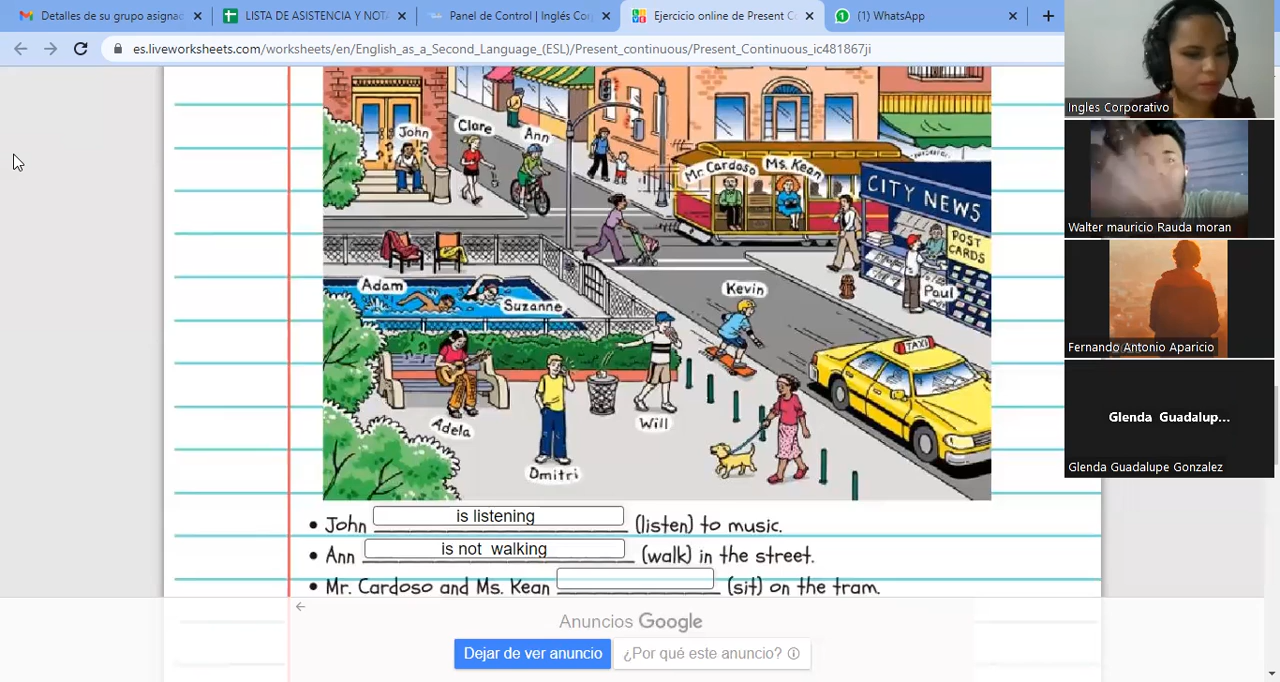 Detalles de su grupo asignad
LISTA DE ASISTENCIA Y NOTA
Panel de Control | Inglés Corp
Ejercicio online de Present Co
(1) WhatsApp
es.liveworksheets.com/worksheets/en/English_as_a_Second_Language_(ESL)/Present_continuous/Present_Continuous_ic481867ji
Ingles Corporativo
Walter mauricio Rauda moran
Fernando Antonio Aparicio
Glenda Guadalup...
Glenda Guadalupe Gonzalez
John
Clare
Ann
Mr. Cardoso
Ms. Kean
CITY NEWS
POST
CARDS
Paul
Adam
Suzanne
Kevin
TAXI
Adela
Will
Dmitri
• John is listening (listen) to music.
• Ann is not walking (walk) in the street.
• Mr. Cardoso and Ms. Kean (sit) on the tram.
Anuncios Google
Dejar de ver anuncio
¿Por qué este anuncio?